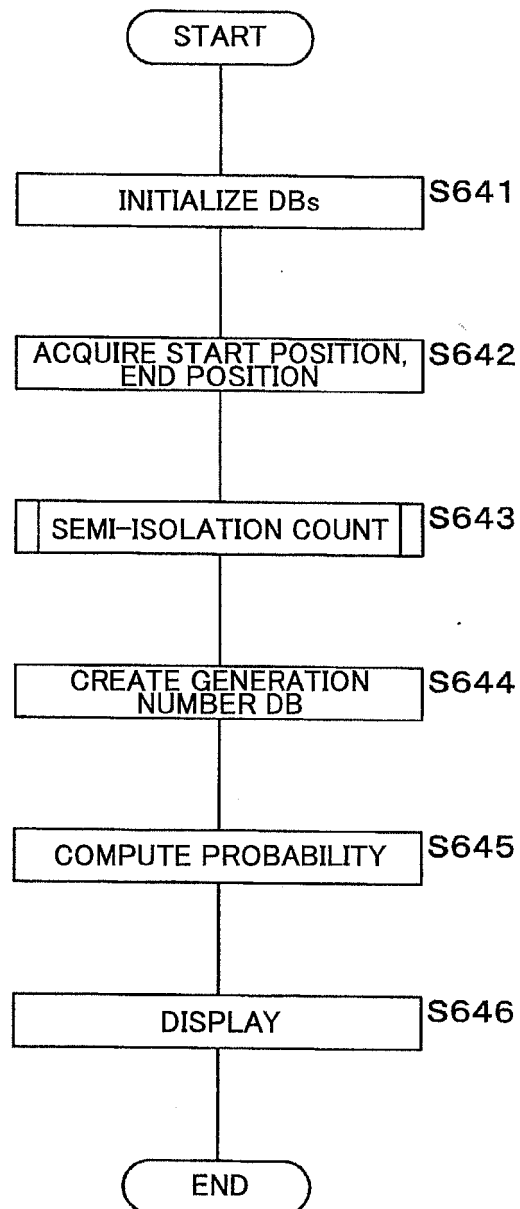 START
INITIALIZE DBs
S641
ACQUIRE START POSITION,
END POSITION
S642
SEMI-ISOLATION COUNT
S643
CREATE GENERATION
NUMBER DB
S644
COMPUTE PROBABILITY
S645
DISPLAY
S646
END